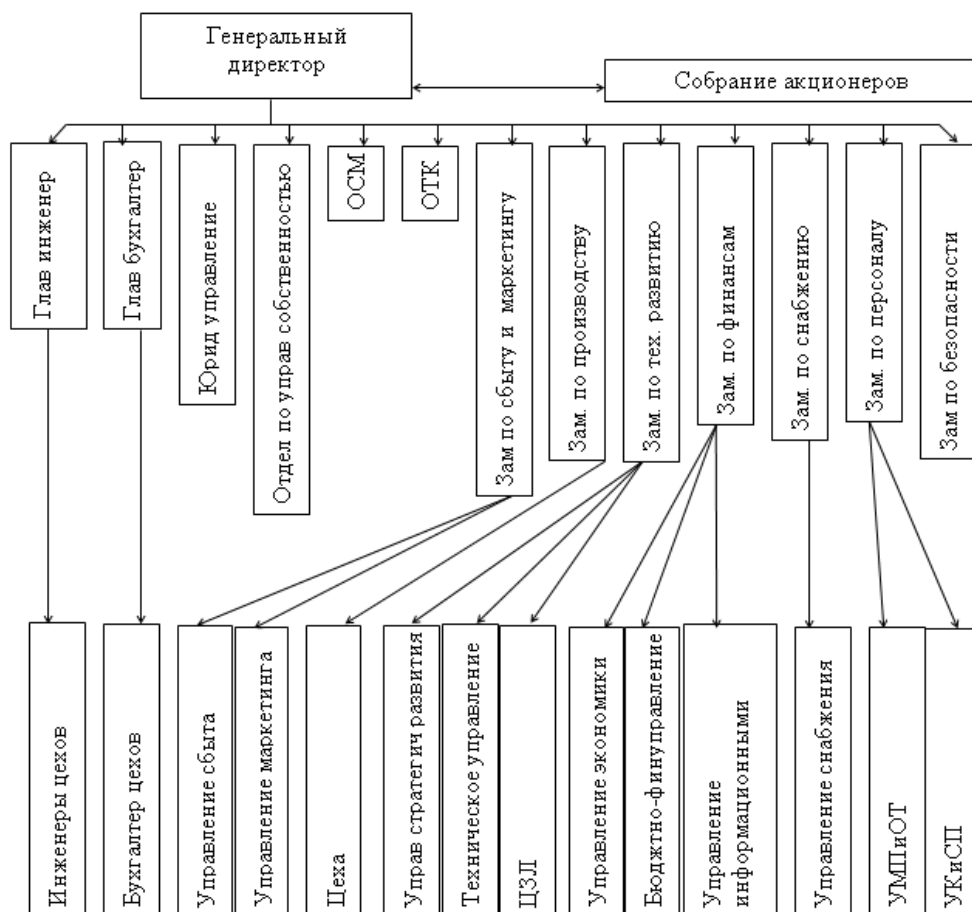 Генеральный
директор
Собрание акционеров
Глав инженер
Глав бухгалтер
Юрид управление
Отдел по управ собственностью
ОСМ
ОТК
Зам по сбыту и маркетингу
Зам. по производству
Зам. по тех. развитию
Зам. по финансам
Зам. по снабжению
Зам. по персоналу
Зам по безопасности
Инженеры цехов
Бухгалтер цехов
Управление сбыта
Управление маркетинга
Цеха
Управ стратегич развития
Техническое управление
ЦЗЛ
Управление экономики
Бюджтно-финуправление
Управление
информационными
Управление снабжения
УМПиОТ
УКиСП